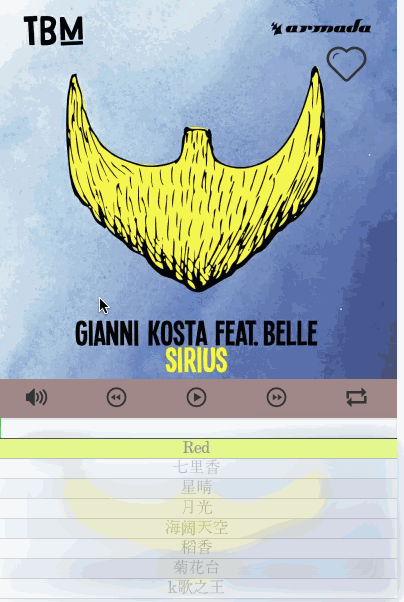 TBM
armada
GIANNI KOSTA FEAT. BELLE
SIRIUS
Red
七里香
星晴
月光
海阔天空
稻香
菊花台
k歌之王